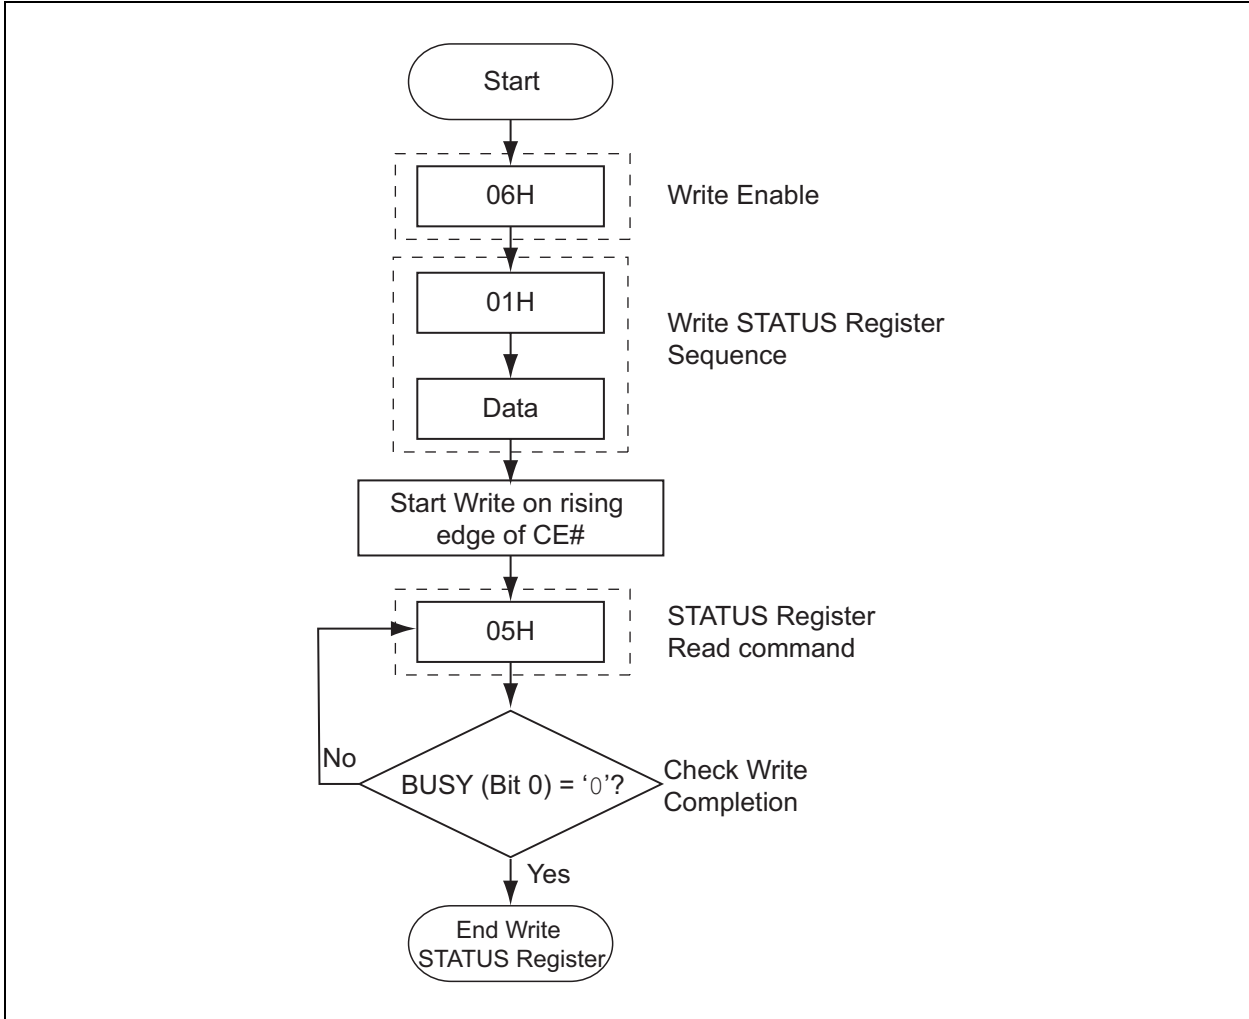 Start
06H
Write Enable
01H
Write STATUS Register
Sequence
Data
Start Write on rising
edge of CE#
05H
STATUS Register
Read command
No
BUSY (Bit 0) = ‘0’?
Check Write
Completion
Yes
End Write
STATUS Register